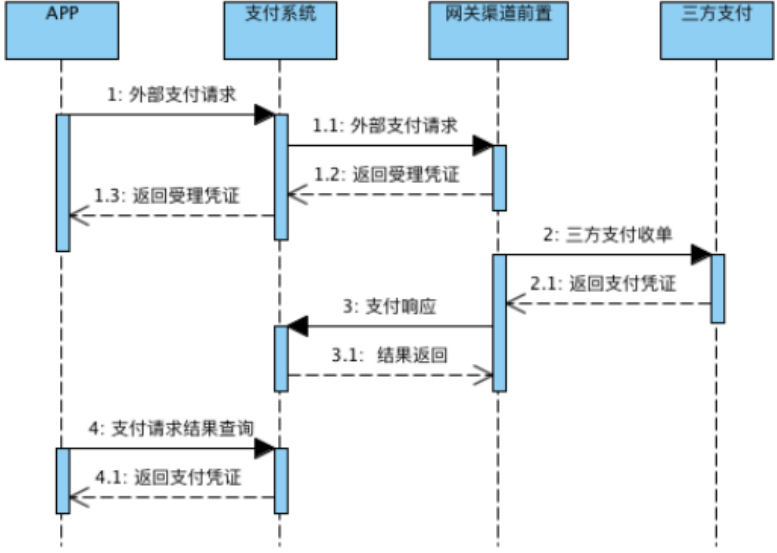 APP
支付系统
网关渠道前置
三方支付
1: 外部支付请求
1.1: 外部支付请求
1.2: 返回受理凭证
1.3: 返回受理凭证
2: 三方支付收单
2.1: 返回支付凭证
3: 支付响应
3.1: 结果返回
4: 支付请求结果查询
4.1: 返回支付凭证